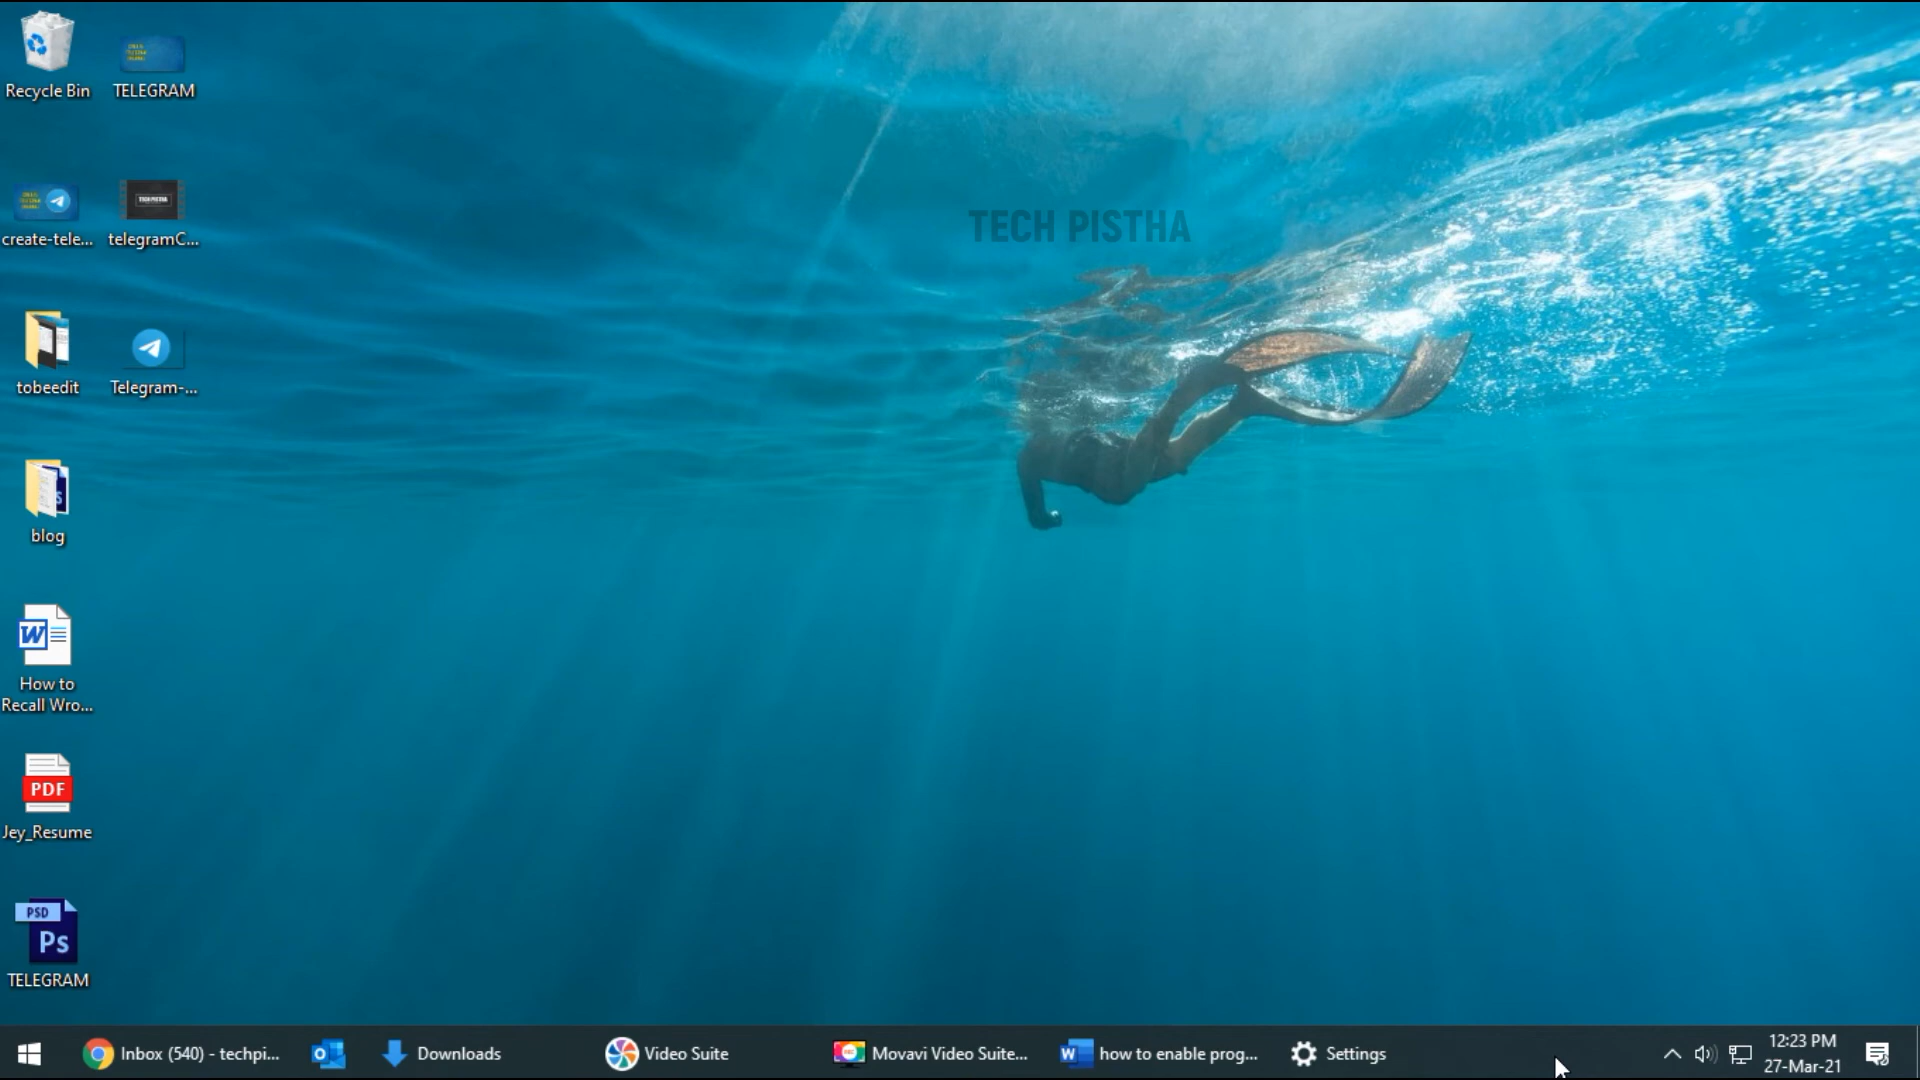 Recycle Bin
TELEGRAM
create-tele...
TECH PISTHA
telegramC...
TECH PISTHA
tobeedit
Telegram-...
blog
W
How to
Recall Wro...
PDF
Jey_Resume
PSD
Ps
TELEGRAM
Inbox (540) - techpi...
Downloads
Video Suite
Movavi Video Suite...
how to enable prog...
Settings
12:23 PM
27-Mar-21